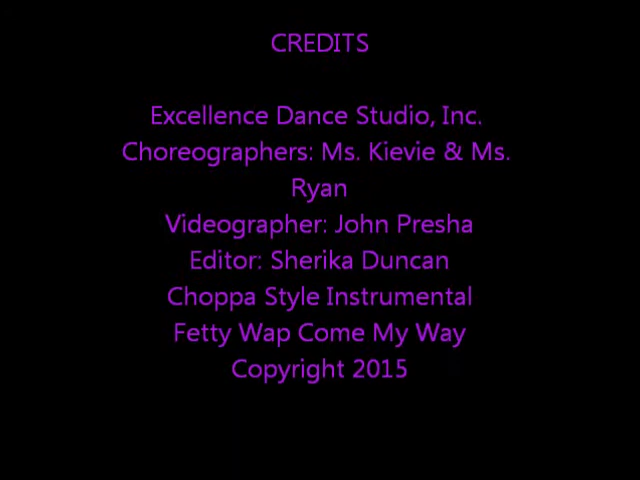 CREDITS
Excellence Dance Studio, Inc.
Choreographers: Ms. Kievie & Ms.
Ryan
Videographer: John Presha
Editor: Sherika Duncan
Choppa Style Instrumental
Fetty Wap Come My Way
Copyright 2015